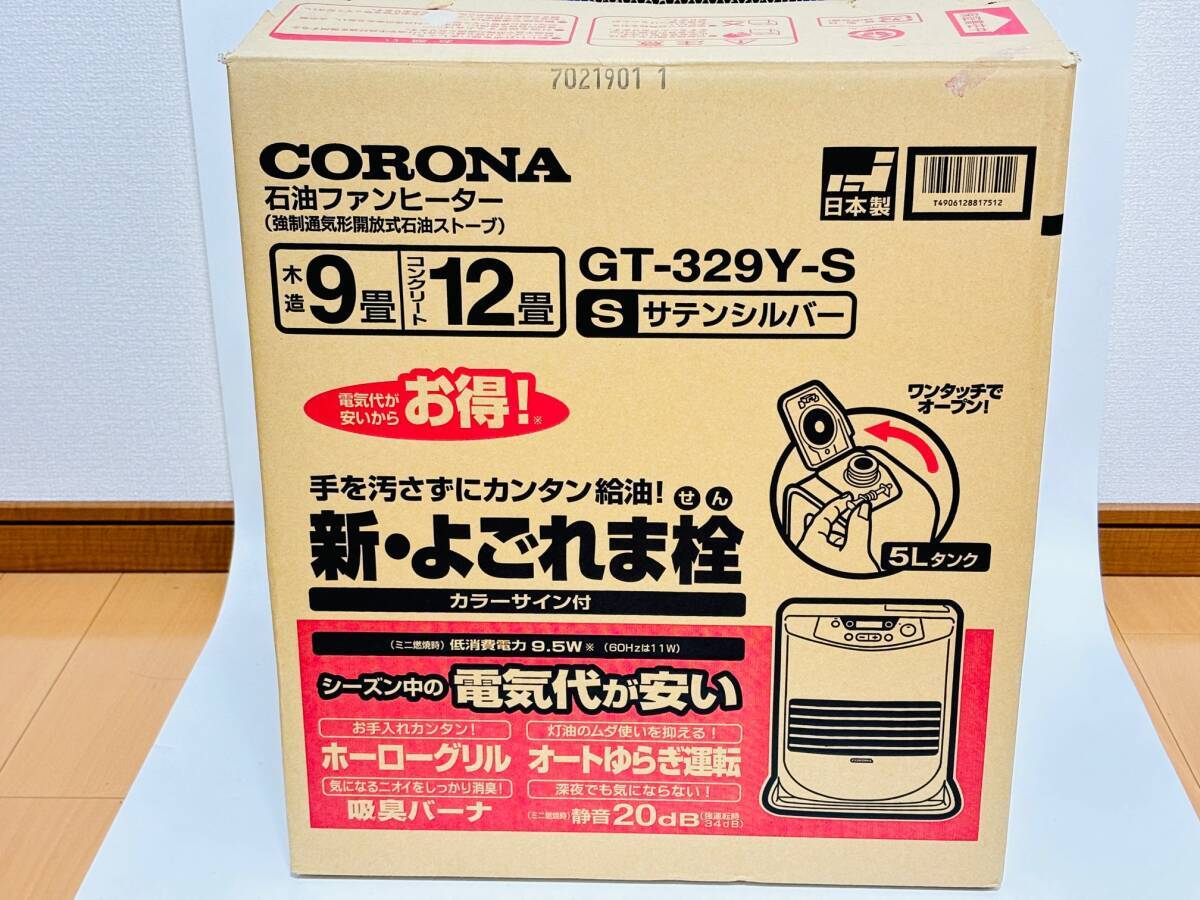 7021901 1
CORONA
石油ファンヒーター
(強制通気形開放式石油ストーブ)
日本製
T4906128817512
木造9畳 コンクリート12畳
GT-329Y-S
S サテンシルバー
電気代が
安いから
お得!※
ワンタッチで
オープン!
手を汚さずにカンタン給油!
せん
新・よごれま栓
カラーサイン付
5Lタンク
(ミニ燃焼時) 低消費電力 9.5W※ (60Hzは11W)
シーズン中の 電気代が安い
お手入れカンタン!
ホーローグリル
灯油のムダ使いを抑える!
オートゆらぎ運転
気になるニオイをしっかり消臭!
吸臭バーナ
深夜でも気にならない!
(ミニ燃焼時) 静音20dB (強運転時 34dB)
CORONA